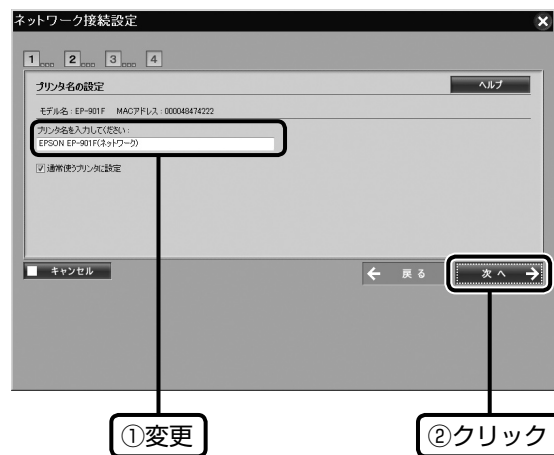 ネットワーク接続設定
1 2 3 4
プリンタ名の設定
ヘルプ
モデル名：EP-901F MACアドレス：000048474222
プリンタ名を入力してください：
EPSON EP-901F(ネットワーク)
通常使うプリンタに設定
キャンセル
戻る
次へ
①変更
②クリック